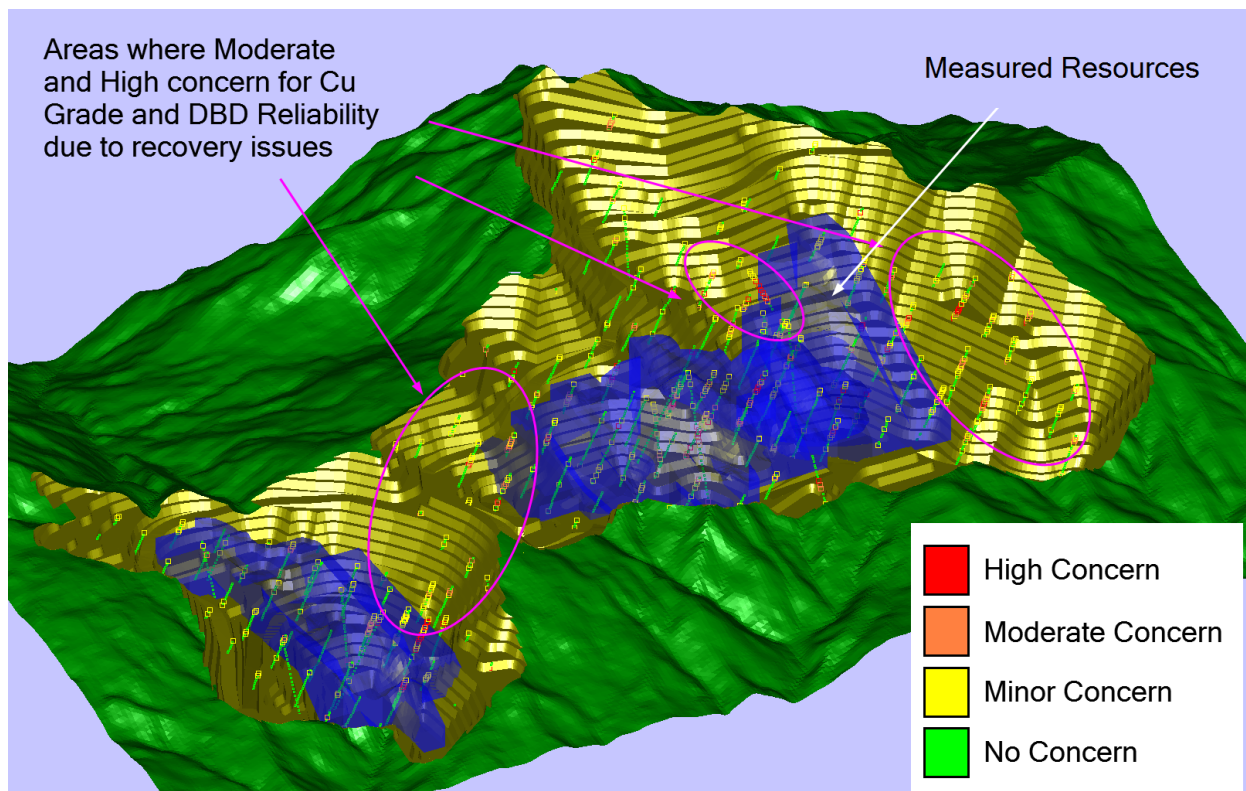 Areas where Moderate
and High concern for Cu
Grade and DBD Reliability
due to recovery issues
Measured Resources
High Concern
Moderate Concern
Minor Concern
No Concern